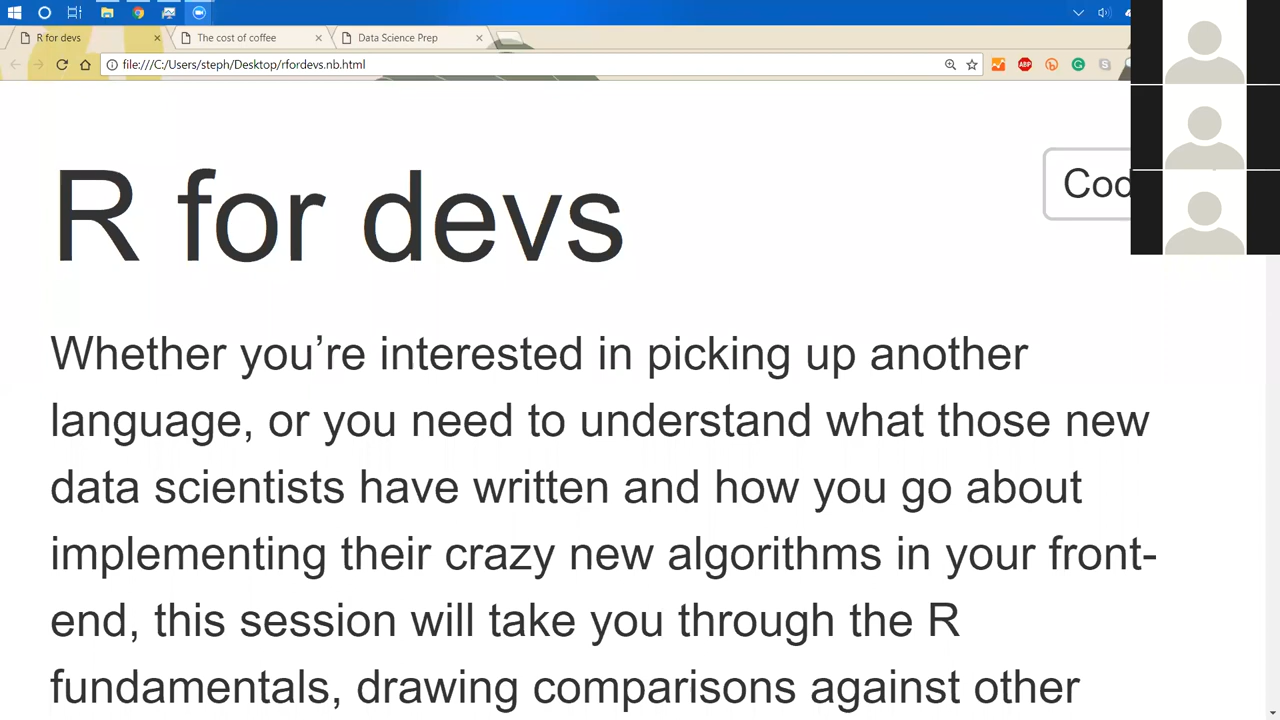 R for devs
The cost of coffee
Data Science Prep
file:///C:/Users/steph/Desktop/rfordevs.nb.html
ABP
R for devs
Whether you’re interested in picking up another
language, or you need to understand what those new
data scientists have written and how you go about
implementing their crazy new algorithms in your front-
end, this session will take you through the R
fundamentals, drawing comparisons against other